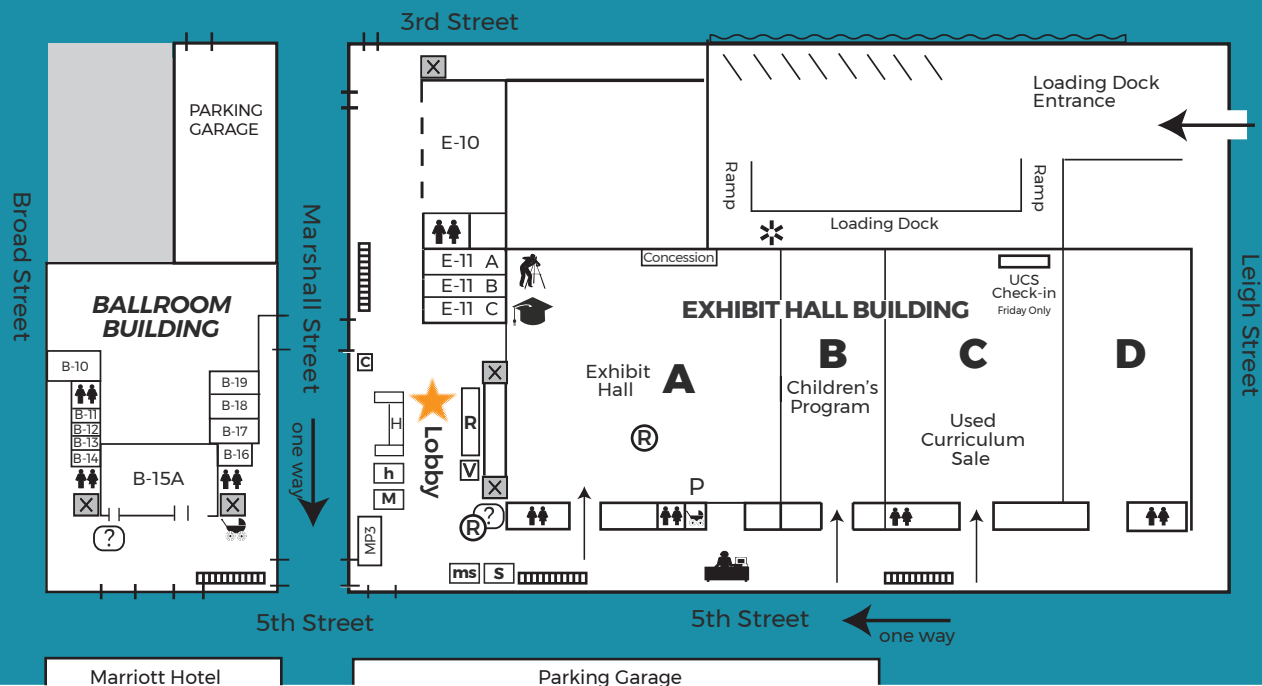 3rd Street
PARKING
GARAGE
Broad Street
Marshall Street
one way
BALLROOM
BUILDING
B-10
B-11
B-12
B-13
B-14
B-15A
B-19
B-18
B-17
B-16
X
X
?
X
E-10
E-11 A
E-11 B
E-11 C
C
H
h
M
MP3
Lobby
R
V
X
X
?
R
ms
S
Concession
EXHIBIT HALL BUILDING
Exhibit
Hall
A
R
P
B
Children's
Program
C
Used
Curriculum
Sale
UCS
Check-in
Friday Only
D
Ramp
Ramp
Loading Dock
Loading Dock
Entrance
Leigh Street
5th Street
5th Street
one way
Marriott Hotel
Parking Garage